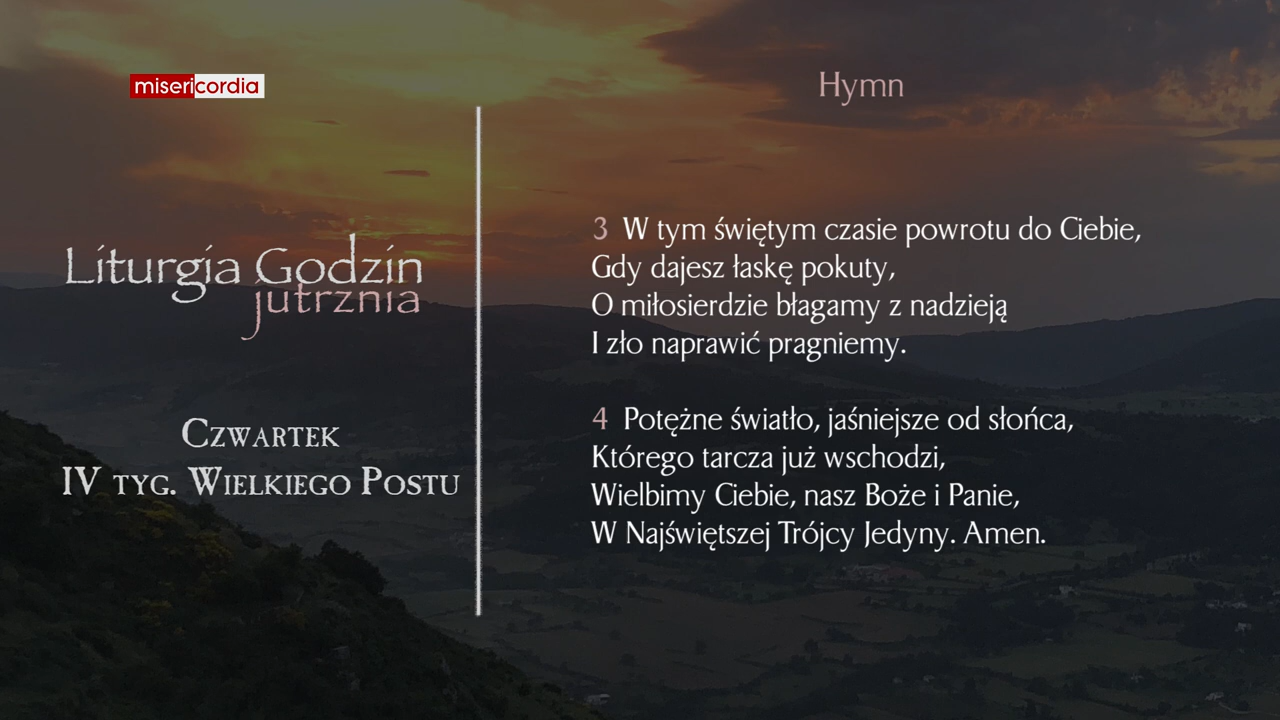 misericordia
Liturgia Godzin
jutrznia
Czwartek
IV tyg. Wielkiego Postu
Hymn
3 W tym świętym czasie powrotu do Ciebie,
Gdy dajesz łaskę pokuty,
O miłosierdzie błagamy z nadzieją
I zło naprawić pragniemy.
4 Potężne światło, jaśniejsze od słońca,
Którego tarcza już wschodzi,
Wielbimy Ciebie, nasz Boże i Panie,
W Najświętszej Trójcy Jedyny. Amen.